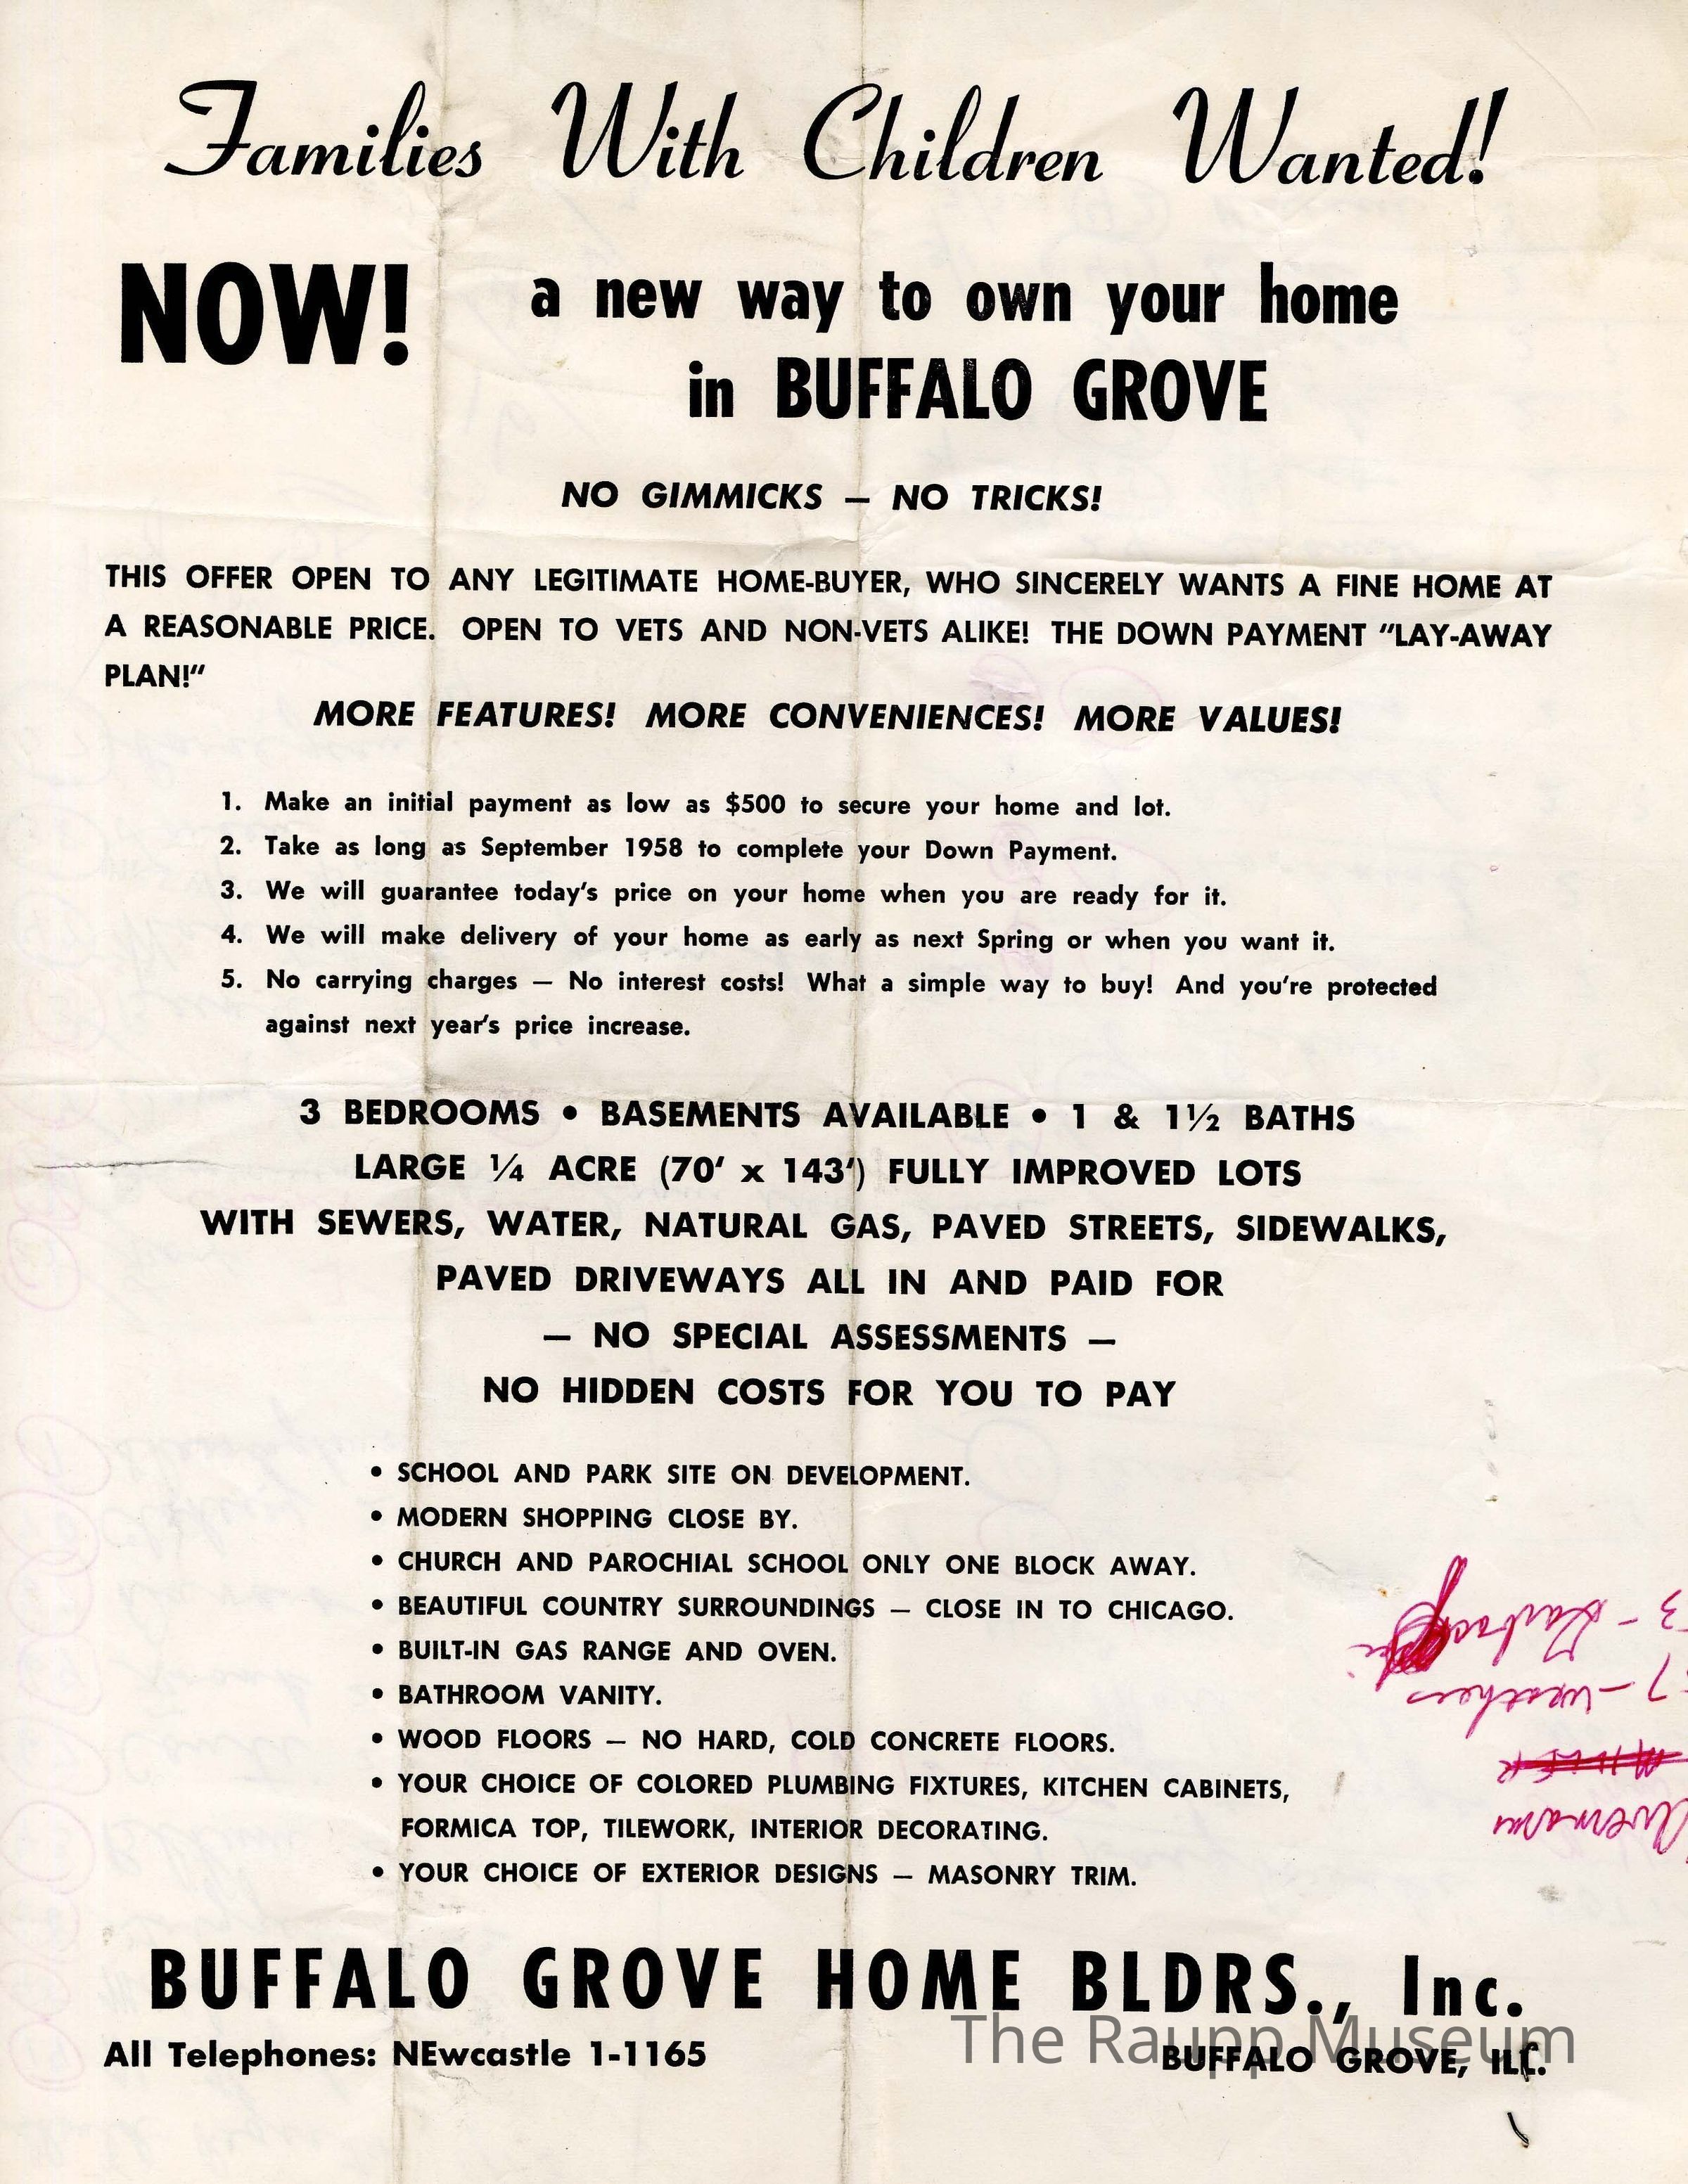 Families With Children Wanted!
NOW! a new way to own your home
in BUFFALO GROVE
NO GIMMICKS — NO TRICKS!
THIS OFFER OPEN TO ANY LEGITIMATE HOME-BUYER, WHO SINCERELY WANTS A FINE HOME AT
A REASONABLE PRICE. OPEN TO VETS AND NON-VETS ALIKE! THE DOWN PAYMENT "LAY-AWAY
PLAN!"
MORE FEATURES! MORE CONVENIENCES! MORE VALUES!
1. Make an initial payment as low as $500 to secure your home and lot.
2. Take as long as September 1958 to complete your Down Payment.
3. We will guarantee today's price on your home when you are ready for it.
4. We will make delivery of your home as early as next Spring or when you want it.
5. No carrying charges — No interest costs! What a simple way to buy! And you're protected
against next year's price increase.
3 BEDROOMS • BASEMENTS AVAILABLE • 1 & 1½ BATHS
LARGE ¼ ACRE (70' x 143') FULLY IMPROVED LOTS
WITH SEWERS, WATER, NATURAL GAS, PAVED STREETS, SIDEWALKS,
PAVED DRIVEWAYS ALL IN AND PAID FOR
— NO SPECIAL ASSESSMENTS —
NO HIDDEN COSTS FOR YOU TO PAY
• SCHOOL AND PARK SITE ON DEVELOPMENT.
• MODERN SHOPPING CLOSE BY.
• CHURCH AND PAROCHIAL SCHOOL ONLY ONE BLOCK AWAY.
• BEAUTIFUL COUNTRY SURROUNDINGS — CLOSE IN TO CHICAGO.
• BUILT-IN GAS RANGE AND OVEN.
• BATHROOM VANITY.
• WOOD FLOORS — NO HARD, COLD CONCRETE FLOORS.
• YOUR CHOICE OF COLORED PLUMBING FIXTURES, KITCHEN CABINETS,
FORMICA TOP, TILEWORK, INTERIOR DECORATING.
• YOUR CHOICE OF EXTERIOR DESIGNS — MASONRY TRIM.
BUFFALO GROVE HOME BLDRS., Inc.
The Raupp Museum
All Telephones: NEwcastle 1-1165 BUFFALO GROVE, ILL.